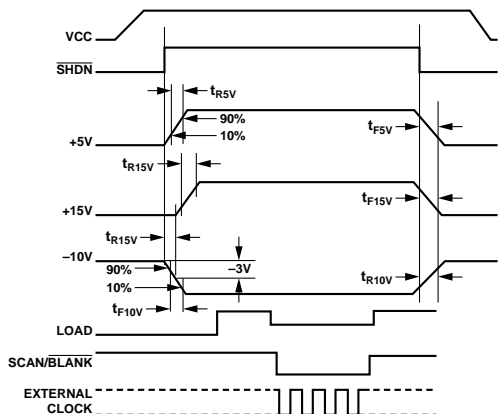 VCC
SHDN
tR5V
90%
10%
+5V
tF5V
tR15V
+15V
tF15V
tR15V
–10V
90%
–3V
10%
tR10V
tF10V
LOAD
SCAN/BLANK
EXTERNAL
CLOCK